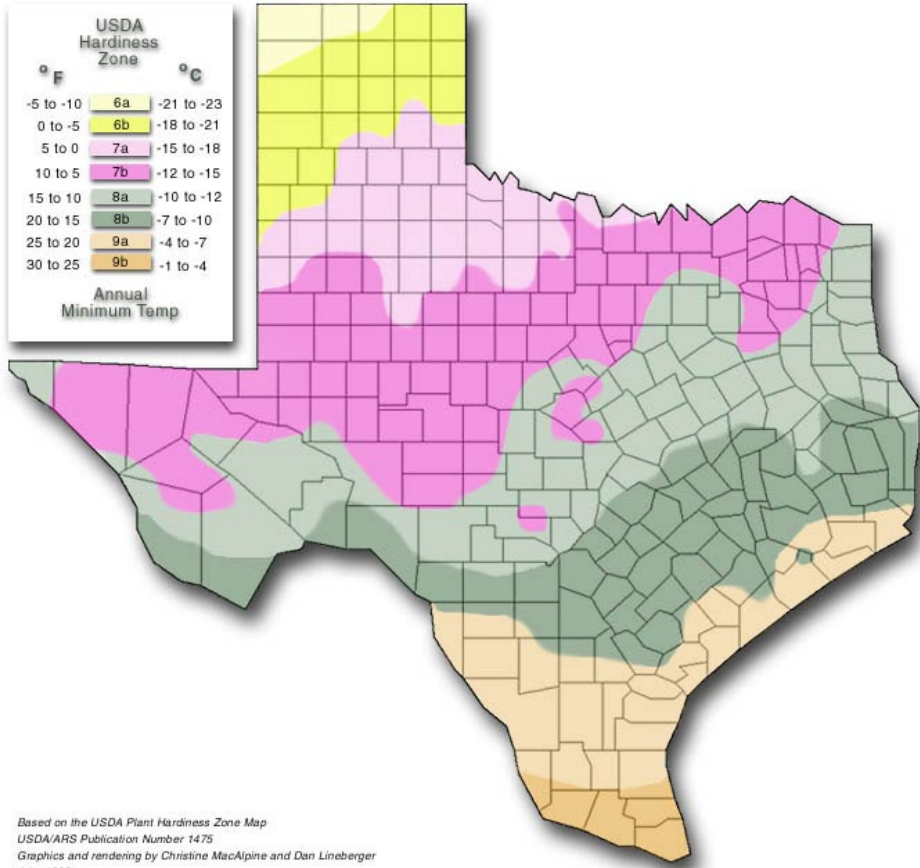 USDA
Hardiness
Zone
°F °C
-5 to -10 6a -21 to -23
0 to -5 6b -18 to -21
5 to 0 7a -15 to -18
10 to 5 7b -12 to -15
15 to 10 8a -10 to -12
20 to 15 8b -7 to -10
25 to 20 9a -4 to -7
30 to 25 9b -1 to -4
Annual
Minimum Temp
Based on the USDA Plant Hardiness Zone Map
USDA/ARS Publication Number 1475
Graphics and rendering by Christine MacAlpine and Dan Lineberger